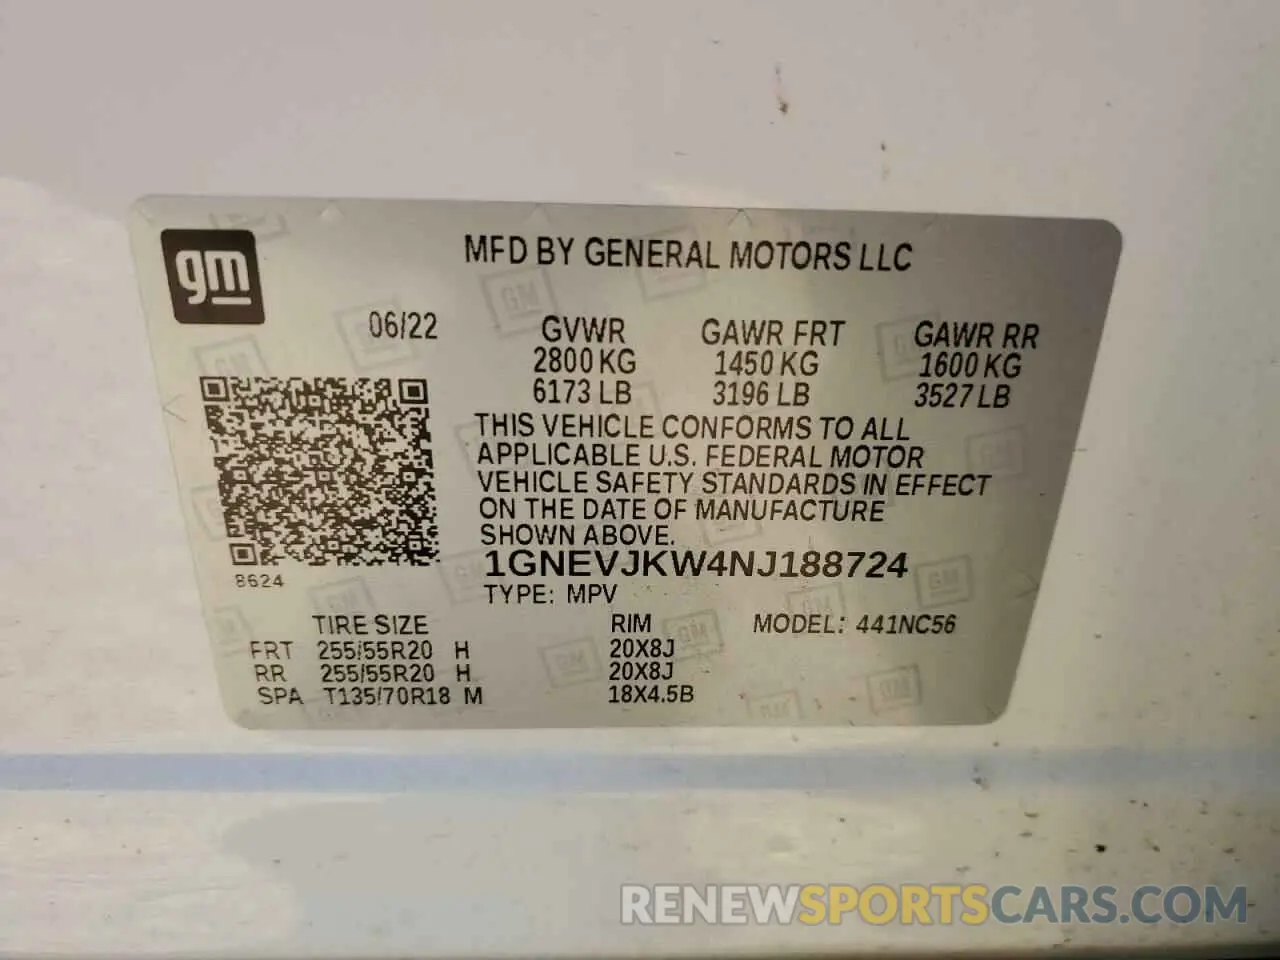 gm
MFD BY GENERAL MOTORS LLC
06/22
GVWR GAWR FRT GAWR RR
2800 KG 1450 KG 1600 KG
6173 LB 3196 LB 3527 LB
THIS VEHICLE CONFORMS TO ALL
APPLICABLE U.S. FEDERAL MOTOR
VEHICLE SAFETY STANDARDS IN EFFECT
ON THE DATE OF MANUFACTURE
SHOWN ABOVE.
8624
1GNEVJKW4NJ188724
TYPE: MPV
TIRE SIZE RIM MODEL: 441NC56
FRT 255/55R20 H 20X8J
RR 255/55R20 H 20X8J
SPA T135/70R18 M 18X4.5B
RENEWSPORTSCARS.COM